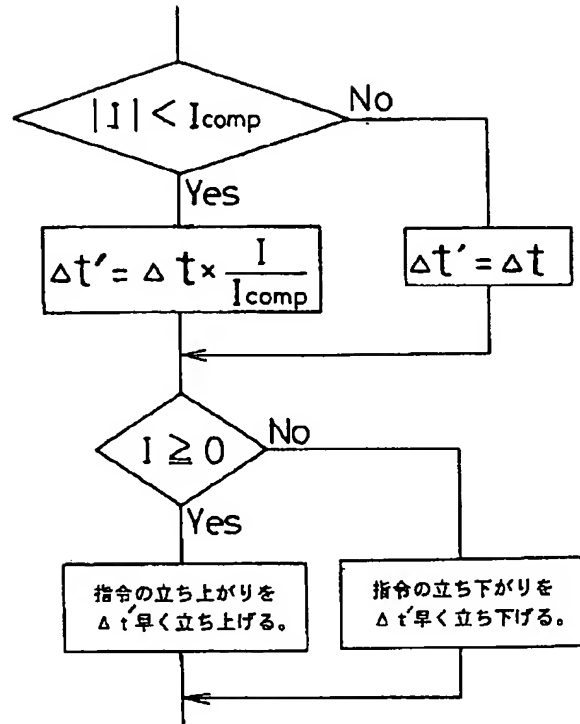 |I| < Icomp
No
Yes
Δt′ = Δt × I / Icomp
Δt′ = Δt
I ≧ 0
No
Yes
指令の立ち上がりを
Δt′早く立ち上げる。
指令の立ち下がりを
Δt′早く立ち下げる。